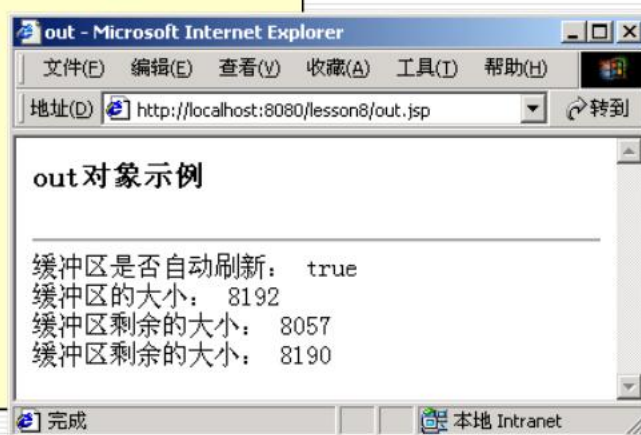 out - Microsoft Internet Explorer
文件(F) 编辑(E) 查看(V) 收藏(A) 工具(T) 帮助(H)
地址(D) http://localhost:8080/lesson8/out.jsp 转到
out对象示例
缓冲区是否自动刷新： true
缓冲区的大小： 8192
缓冲区剩余的大小： 8057
缓冲区剩余的大小： 8190
完成 本地 Intranet